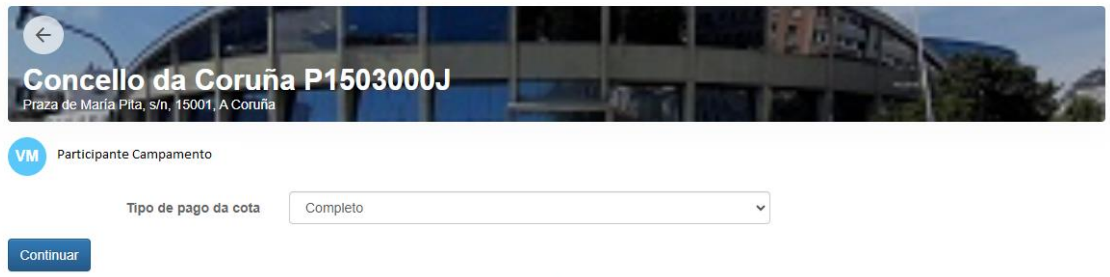 Concello da Coruña P1503000J
Praza de María Pita, s/n, 15001, A Coruña
VM Participante Campamento
Tipo de pago da cota Completo
Continuar